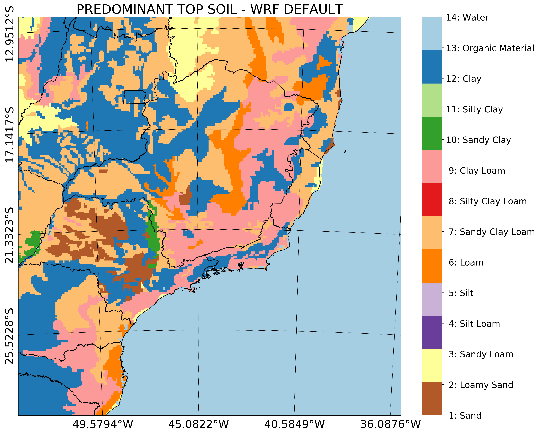 PREDOMINANT TOP SOIL - WRF DEFAULT
12.9512°S
17.1417°S
21.3323°S
25.5228°S
49.5794°W
45.0822°W
40.5849°W
36.0876°W
14: Water
13: Organic Material
12: Clay
11: Silty Clay
10: Sandy Clay
9: Clay Loam
8: Silty Clay Loam
7: Sandy Clay Loam
6: Loam
5: Silt
4: Silt Loam
3: Sandy Loam
2: Loamy Sand
1: Sand